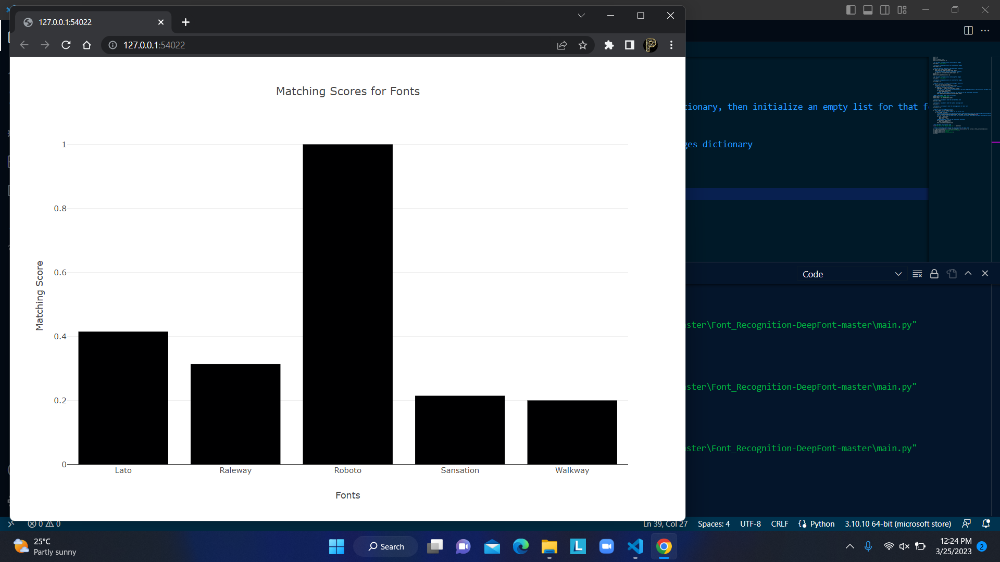 127.0.0.1:54022
127.0.0.1:54022
Matching Scores for Fonts
1
0.8
0.6
0.4
0.2
0
Matching Score
Lato Raleway Roboto Sansation Walkway
Fonts
tionary, then initialize an empty list for that f
ges dictionary
Code
ster\Font_Recognition-DeepFont-master\main.py"
ster\Font_Recognition-DeepFont-master\main.py"
ster\Font_Recognition-DeepFont-master\main.py"
0 0 Ln 39, Col 27 Spaces: 4 UTF-8 CRLF Python 3.10.10 64-bit (microsoft store)
25°C
Partly sunny
Search
12:24 PM
3/25/2023
2